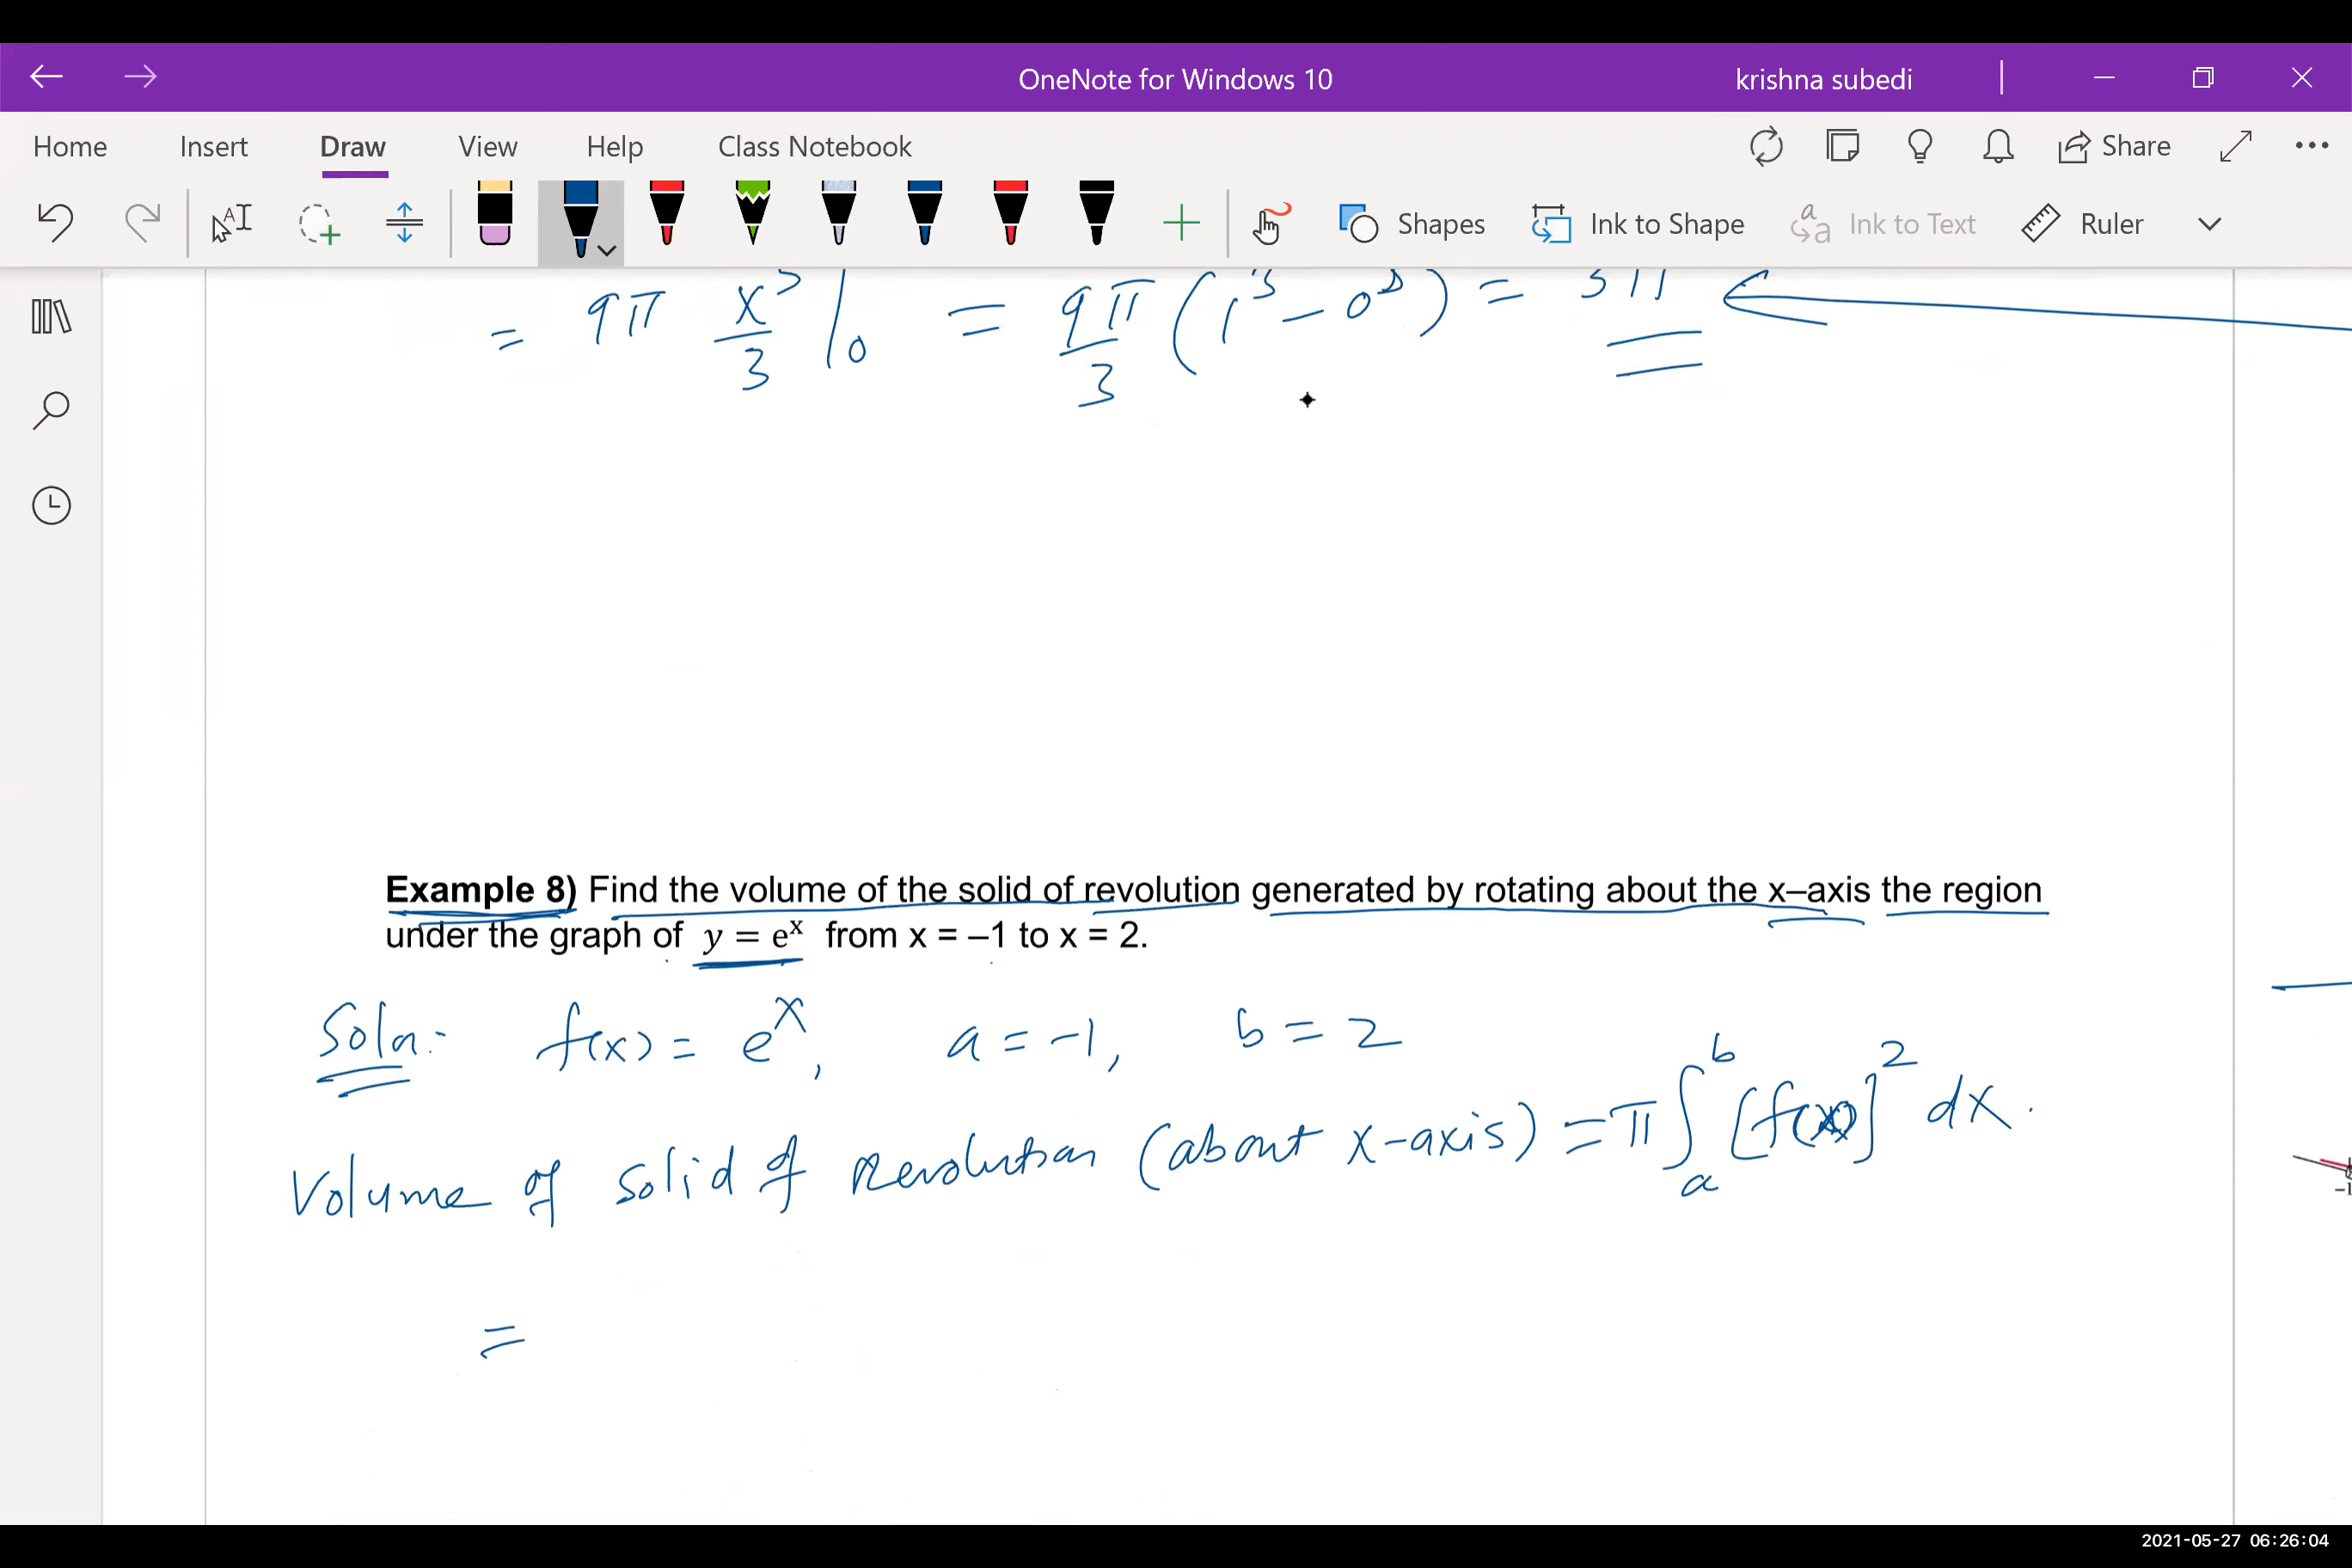 OneNote for Windows 10
krishna subedi
Home Insert Draw View Help Class Notebook Share
Shapes Ink to Shape Ink to Text Ruler
= 9π x³/3 |₀ = 9π/3 (1³ − 0³) = 3π
Example 8) Find the volume of the solid of revolution generated by rotating about the x–axis the region
under the graph of y = eˣ from x = –1 to x = 2.
Soln:- f(x) = eˣ, a = -1, b = 2
Volume of solid of Revolution (about x-axis) = π ∫ₐᵇ [f(x)]² dx.
=
-1
2021-05-27 06:26:04